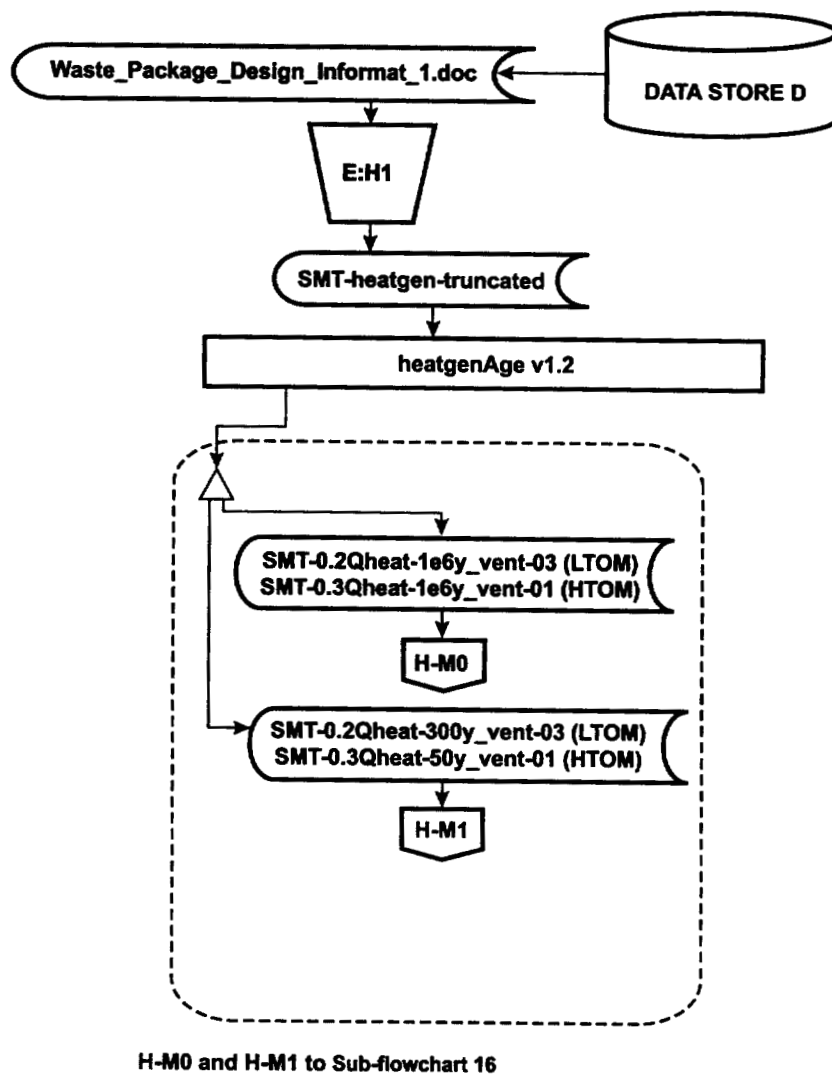 Waste_Package_Design_Informat_1.doc
DATA STORE D
E:H1
SMT-heatgen-truncated
heatgenAge v1.2
SMT-0.2Qheat-1e6y_vent-03 (LTOM)
SMT-0.3Qheat-1e6y_vent-01 (HTOM)
H-M0
SMT-0.2Qheat-300y_vent-03 (LTOM)
SMT-0.3Qheat-50y_vent-01 (HTOM)
H-M1
H-M0 and H-M1 to Sub-flowchart 16